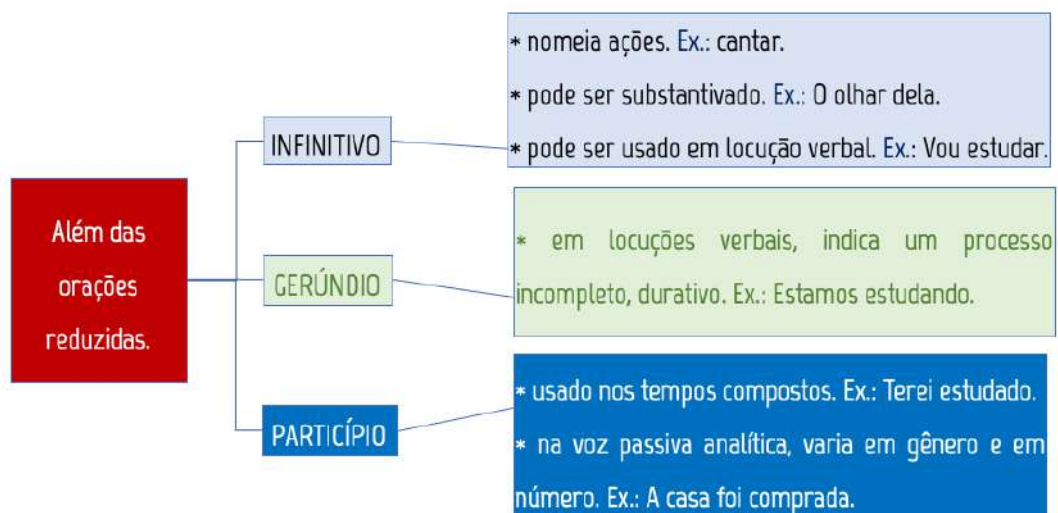 Além das
orações
reduzidas.
INFINITIVO
* nomeia ações. Ex.: cantar.
* pode ser substantivado. Ex.: O olhar dela.
* pode ser usado em locução verbal. Ex.: Vou estudar.
GERÚNDIO
* em locuções verbais, indica um processo
incompleto, durativo. Ex.: Estamos estudando.
PARTICÍPIO
* usado nos tempos compostos. Ex.: Terei estudado.
* na voz passiva analítica, varia em gênero e em
número. Ex.: A casa foi comprada.